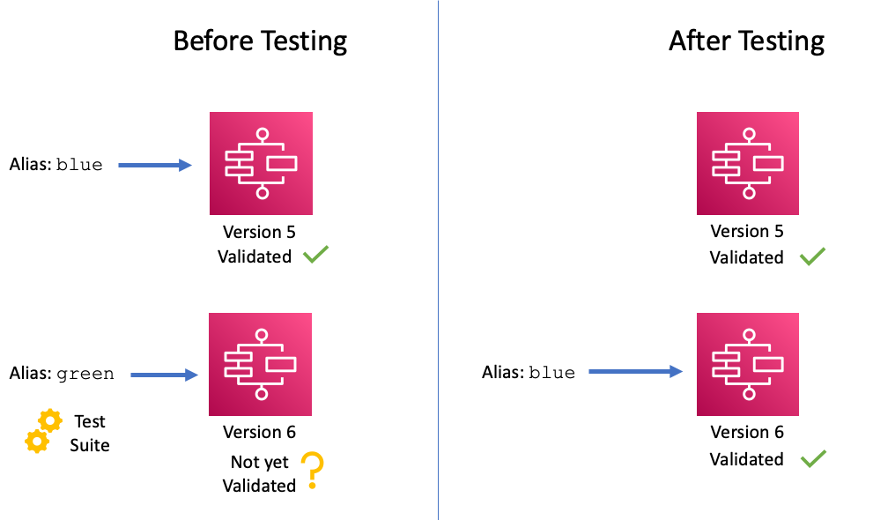 Before Testing
Alias: blue
Version 5
Validated
Alias: green
Test
Suite
Version 6
Not yet
Validated
After Testing
Version 5
Validated
Alias: blue
Version 6
Validated